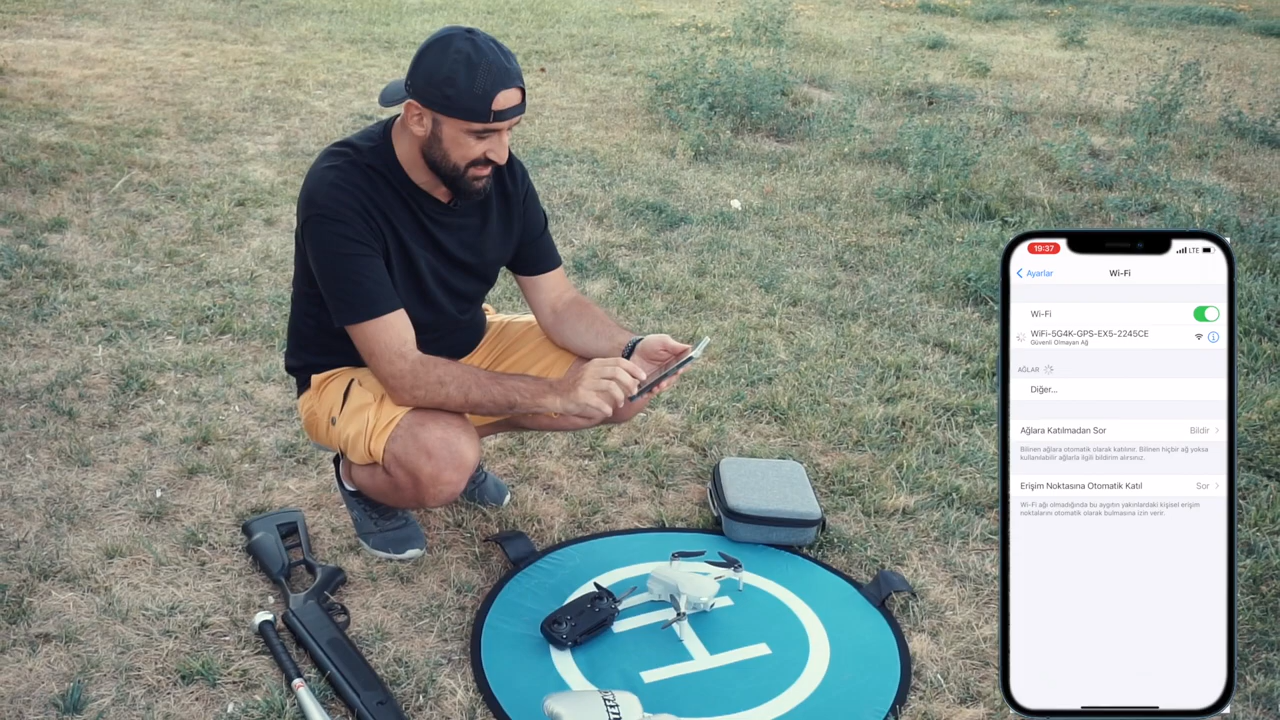 19:37
LTE
Ayarlar
Wi-Fi
Wi-Fi
WiFi-5G4K-GPS-EX5-2245CE
Güvenli Olmayan Ağ
AĞLAR
Diğer...
Ağlara Katılmadan Sor
Bildir
Bilinen ağlara otomatik olarak katılınır. Bilinen hiçbir ağ yoksa
kullanılabilir ağlarla ilgili bildirim alırsınız.
Erişim Noktasına Otomatik Katıl
Sor
Wi-Fi ağı olmadığında bu aygıtın yakınlardaki kişisel erişim
noktalarını otomatik olarak bulmasına izin verir.
H